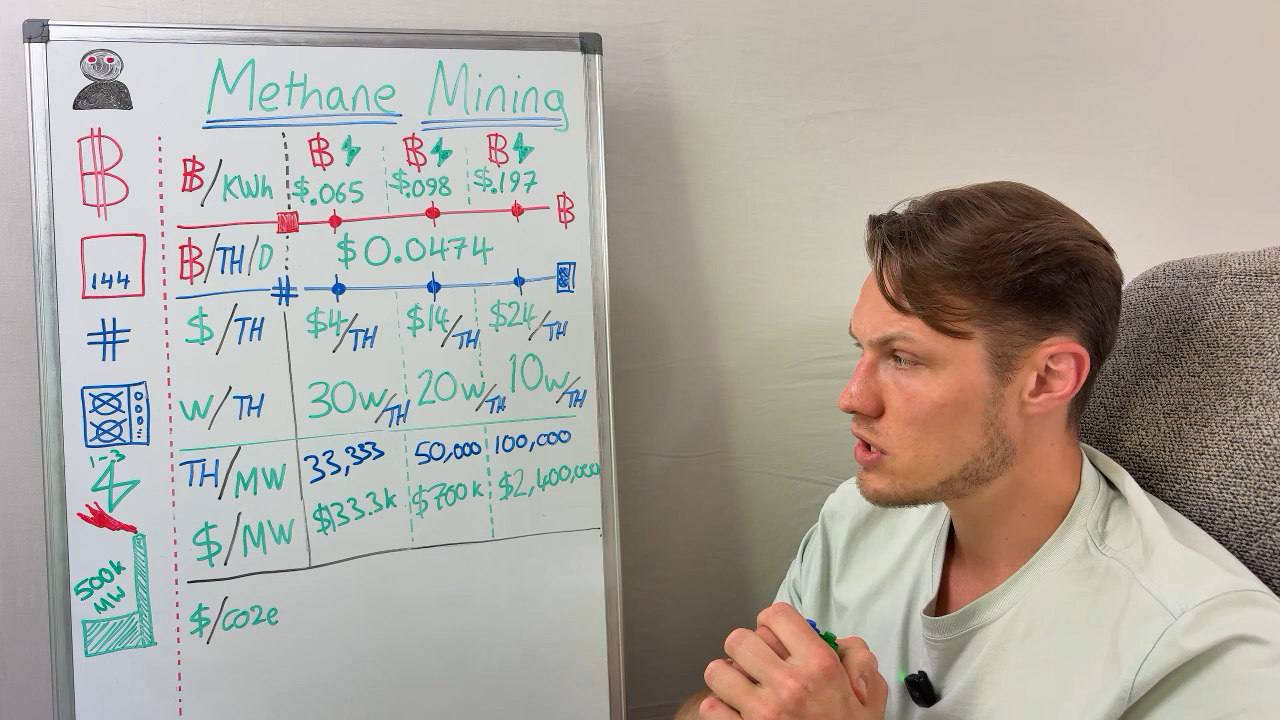 Methane Mining
₿ ₿ ₿
₿/KWh $.065 $.098 $.197
₿
144 ₿/TH/D $0.0474
#
# $/TH $4/TH $14/TH $24/TH
W/TH 30W/TH 20W/TH 10W/TH
1-3 TH/MW 33,333 50,000 100,000
$/MW $133.3k $700k $2,400,000
500k
MW
$/CO2e